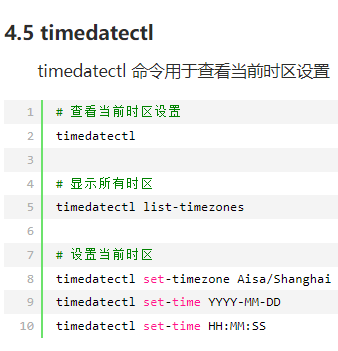 4.5 timedatectl
timedatectl 命令用于查看当前时区设置
1 # 查看当前时区设置
2 timedatectl
3
4 # 显示所有时区
5 timedatectl list-timezones
6
7 # 设置当前时区
8 timedatectl set-timezone Aisa/Shanghai
9 timedatectl set-time YYYY-MM-DD
10 timedatectl set-time HH:MM:SS